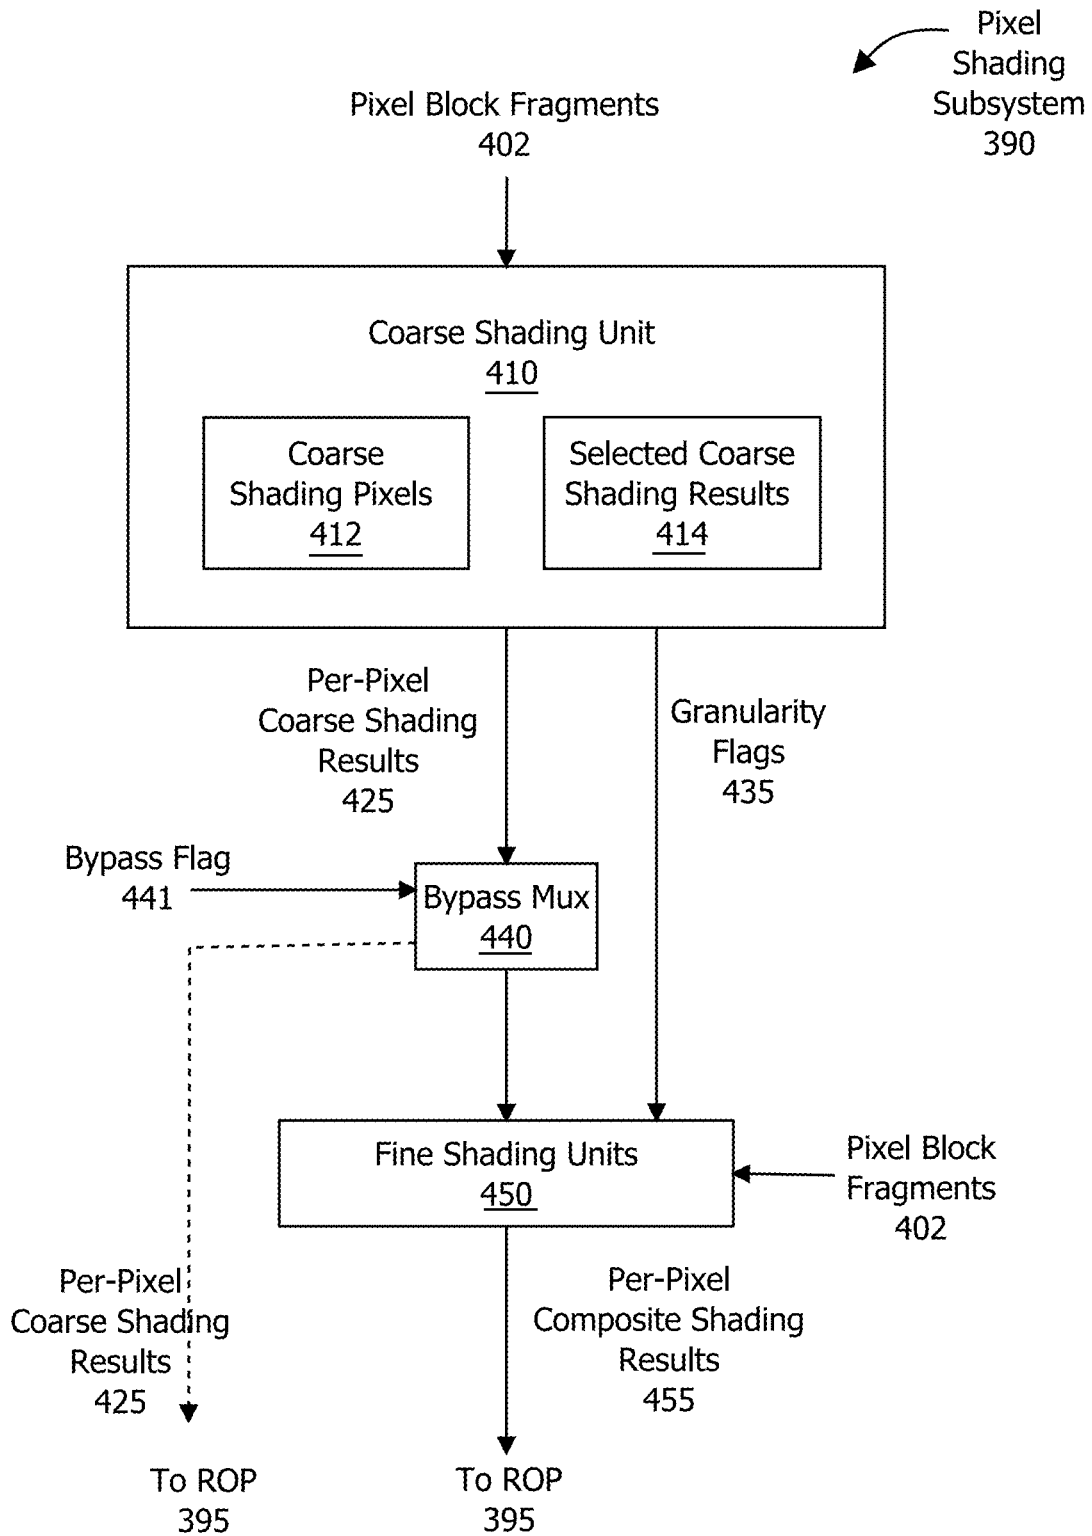 Pixel
Shading
Subsystem
390
Pixel Block Fragments
402
Coarse Shading Unit
410
Coarse
Shading Pixels
412
Selected Coarse
Shading Results
414
Per-Pixel
Coarse Shading
Results
425
Granularity
Flags
435
Bypass Flag
441
Bypass Mux
440
Fine Shading Units
450
Pixel Block
Fragments
402
Per-Pixel
Coarse Shading
Results
425
Per-Pixel
Composite Shading
Results
455
To ROP
395
To ROP
395